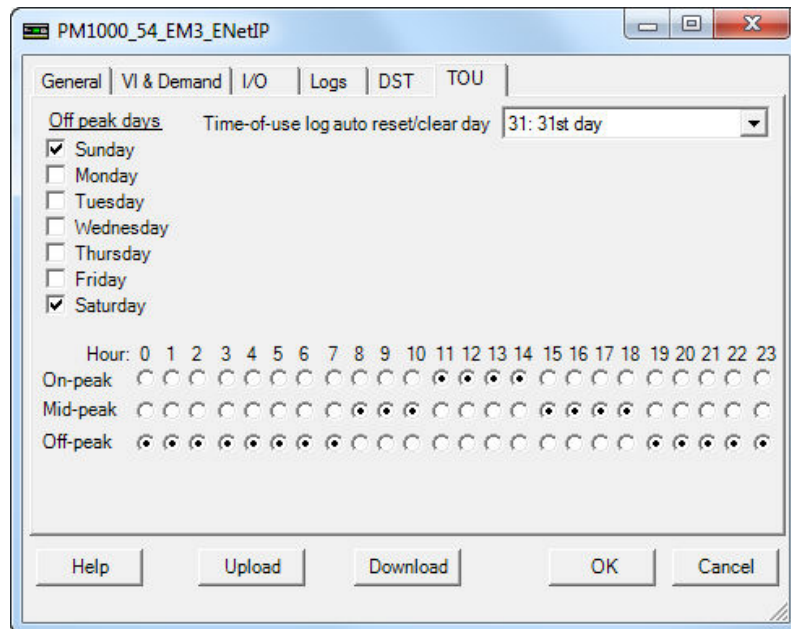 PM1000_54_EM3_ENetIP
General VI & Demand I/O Logs DST TOU
Off peak days Time-of-use log auto reset/clear day 31: 31st day
Sunday
Monday
Tuesday
Wednesday
Thursday
Friday
Saturday
Hour: 0 1 2 3 4 5 6 7 8 9 10 11 12 13 14 15 16 17 18 19 20 21 22 23
On-peak
Mid-peak
Off-peak
Help Upload Download OK Cancel